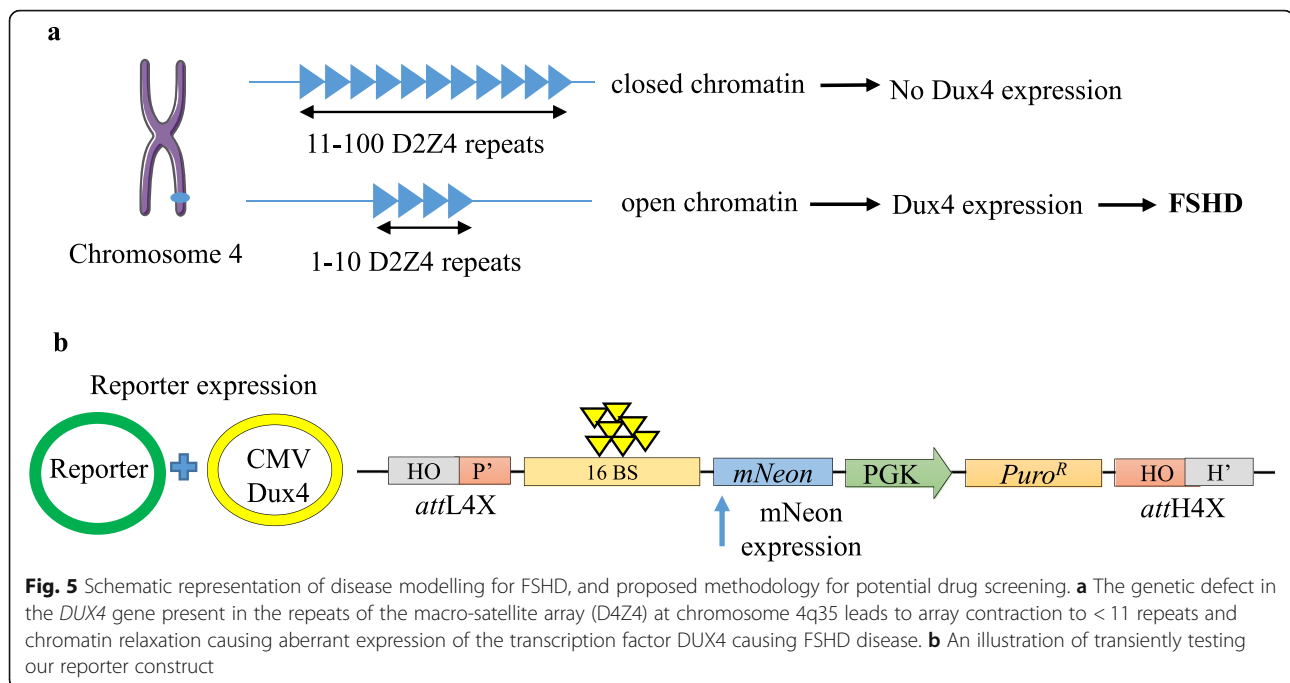 a
closed chromatin
No Dux4 expression
11-100 D2Z4 repeats
open chromatin
Dux4 expression
FSHD
Chromosome 4
1-10 D2Z4 repeats
b
Reporter expression
Reporter
CMV
Dux4
HO P’ 16 BS mNeon PGK Puroᴿ HO H’
attL4X
attH4X
mNeon
expression
Fig. 5 Schematic representation of disease modelling for FSHD, and proposed methodology for potential drug screening. a The genetic defect in
the DUX4 gene present in the repeats of the macro-satellite array (D4Z4) at chromosome 4q35 leads to array contraction to < 11 repeats and
chromatin relaxation causing aberrant expression of the transcription factor DUX4 causing FSHD disease. b An illustration of transiently testing
our reporter construct